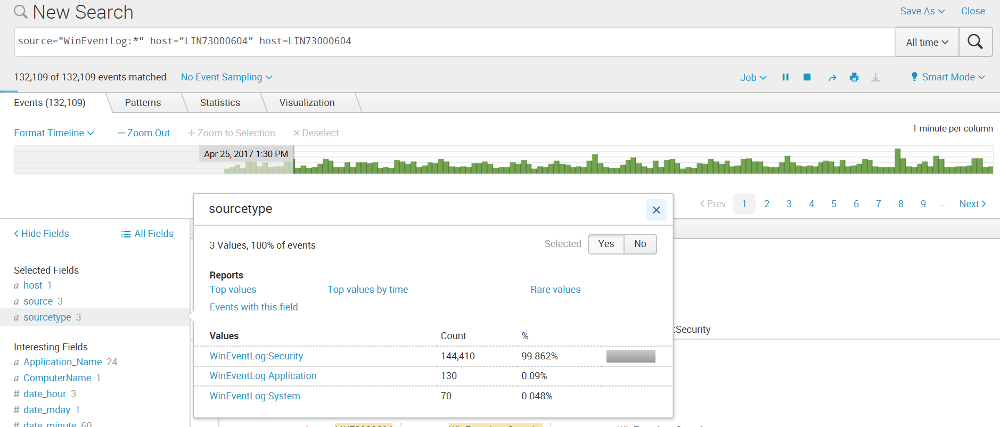 New Search
Save As
Close
source="WinEventLog:*" host="LIN73000604" host=LIN73000604
All time
132,109 of 132,109 events matched
No Event Sampling
Job
Smart Mode
Events (132,109)
Patterns
Statistics
Visualization
Format Timeline
— Zoom Out
+ Zoom to Selection
× Deselect
1 minute per column
Apr 25, 2017 1:30 PM
< Prev 1 2 3 4 5 6 7 8 9 ... Next >
< Hide Fields
All Fields
Selected Fields
a host 1
a source 3
a sourcetype 3
Interesting Fields
a Application_Name 24
a ComputerName 1
# date_hour 3
# date_mday 1
# date_minute 60
sourcetype
3 Values, 100% of events
Selected Yes No
Reports
Top values Top values by time Rare values
Events with this field
Values Count %
WinEventLog:Security 144,410 99.862%
WinEventLog:Application 130 0.09%
WinEventLog:System 70 0.048%
:Security